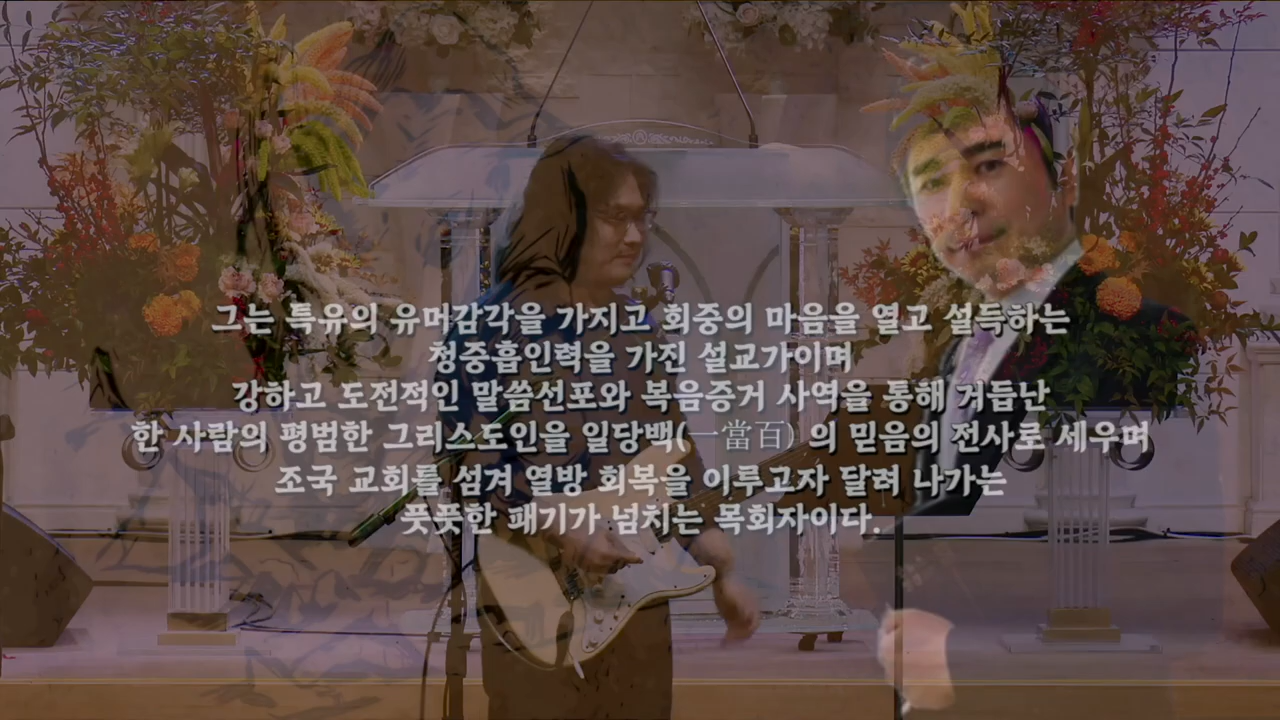 그는 특유의 유머감각을 가지고 회중의 마음을 열고 설득하는
청중흡인력을 가진 설교가이며
강하고 도전적인 말씀선포와 복음증거 사역을 통해 거듭난
한 사람의 평범한 그리스도인을 일당백(一當百) 의 믿음의 전사로 세우며
조국 교회를 섬겨 열방 회복을 이루고자 달려 나가는
풋풋한 패기가 넘치는 목회자이다.